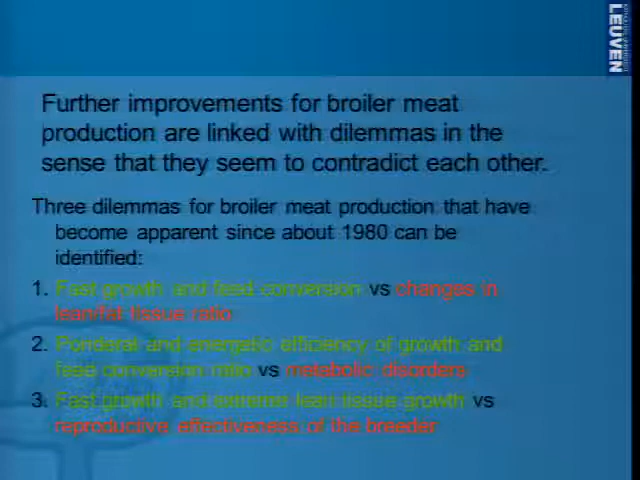 LEUVEN
Further improvements for broiler meat
production are linked with dilemmas in the
sense that they seem to contradict each other.
Three dilemmas for broiler meat production that have
become apparent since about 1980 can be
identified:
1. Fast growth and feed conversion vs changes in
lean/fat tissue ratio
2. Ponderal and energetic efficiency of growth and
feed conversion ratio vs metabolic disorders
3. Fast growth and extreme lean tissue growth vs
reproductive effectiveness of the breeder